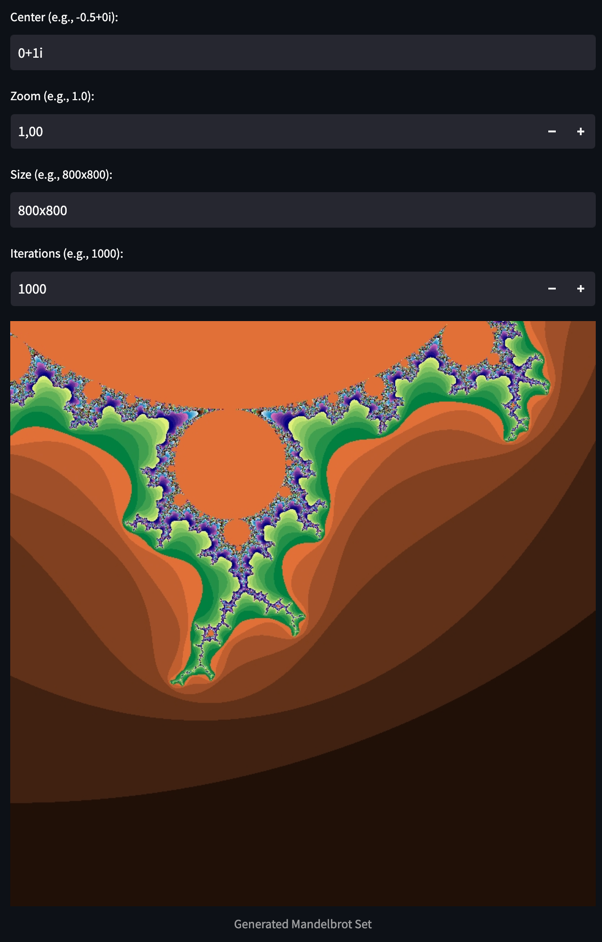 Center (e.g., -0.5+0i):
0+1i
Zoom (e.g., 1.0):
1,00
Size (e.g., 800x800):
800x800
Iterations (e.g., 1000):
1000
Generated Mandelbrot Set